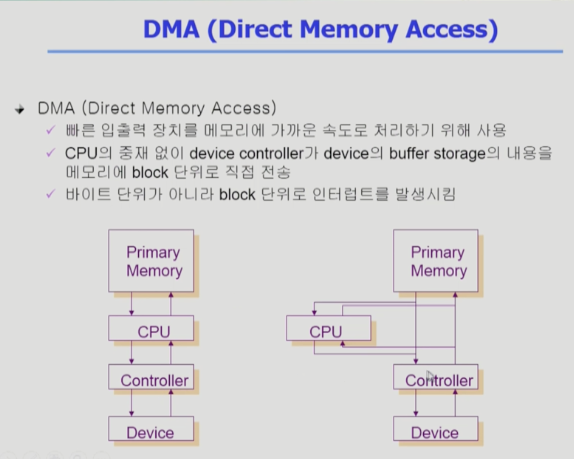 DMA (Direct Memory Access)
DMA (Direct Memory Access)
빠른 입출력 장치를 메모리에 가까운 속도로 처리하기 위해 사용
CPU의 중재 없이 device controller가 device의 buffer storage의 내용을
메모리에 block 단위로 직접 전송
바이트 단위가 아니라 block 단위로 인터럽트를 발생시킴
Primary
Memory
CPU
Controller
Device
Primary
Memory
CPU
Controller
Device